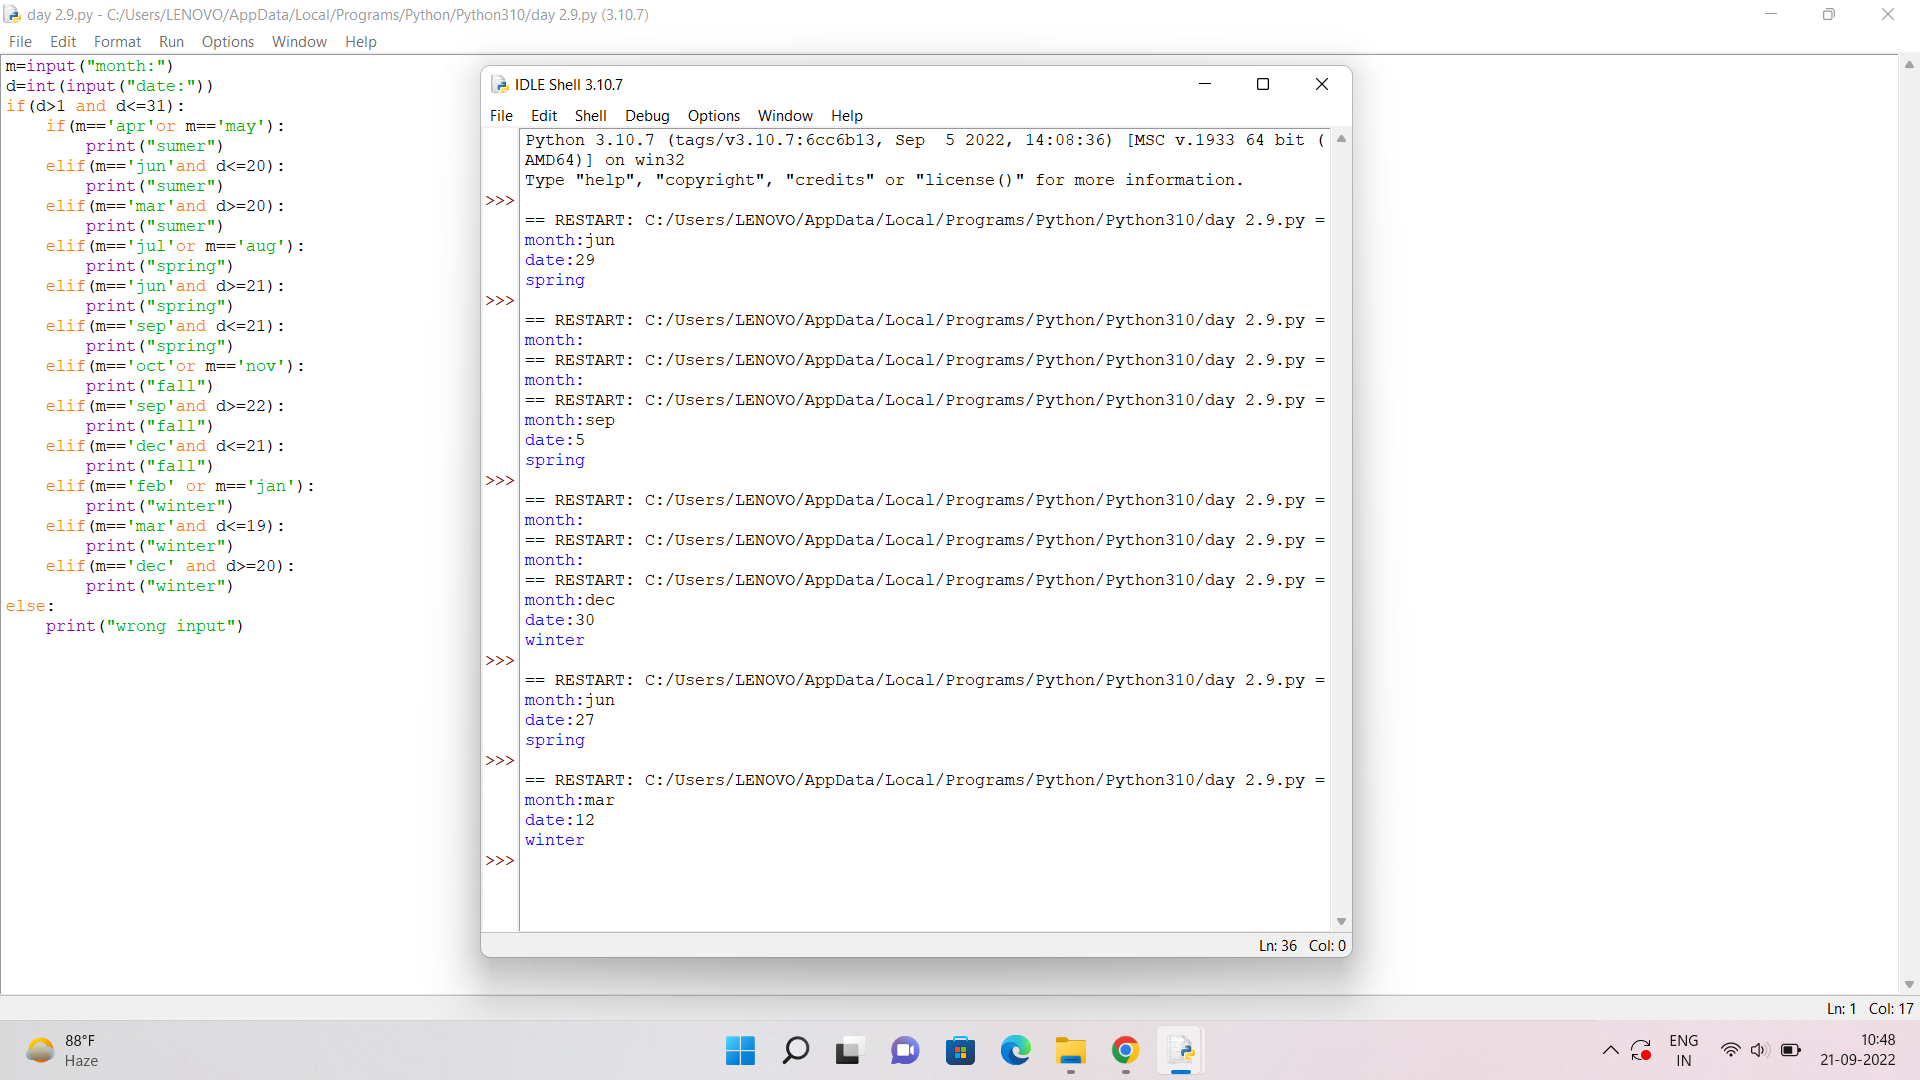 day 2.9.py - C:/Users/LENOVO/AppData/Local/Programs/Python/Python310/day 2.9.py (3.10.7)
File Edit Format Run Options Window Help
m=input("month:")
d=int(input("date:"))
if(d>1 and d<=31):
    if(m=='apr'or m=='may'):
        print("sumer")
    elif(m=='jun'and d<=20):
        print("sumer")
    elif(m=='mar'and d>=20):
        print("sumer")
    elif(m=='jul'or m=='aug'):
        print("spring")
    elif(m=='jun'and d>=21):
        print("spring")
    elif(m=='sep'and d<=21):
        print("spring")
    elif(m=='oct'or m=='nov'):
        print("fall")
    elif(m=='sep'and d>=22):
        print("fall")
    elif(m=='dec'and d<=21):
        print("fall")
    elif(m=='feb' or m=='jan'):
        print("winter")
    elif(m=='mar'and d<=19):
        print("winter")
    elif(m=='dec' and d>=20):
        print("winter")
else:
    print("wrong input")
IDLE Shell 3.10.7
File Edit Shell Debug Options Window Help
Python 3.10.7 (tags/v3.10.7:6cc6b13, Sep  5 2022, 14:08:36) [MSC v.1933 64 bit (
AMD64)] on win32
Type "help", "copyright", "credits" or "license()" for more information.
>>>
== RESTART: C:/Users/LENOVO/AppData/Local/Programs/Python/Python310/day 2.9.py =
month:jun
date:29
spring
>>>
== RESTART: C:/Users/LENOVO/AppData/Local/Programs/Python/Python310/day 2.9.py =
month:
== RESTART: C:/Users/LENOVO/AppData/Local/Programs/Python/Python310/day 2.9.py =
month:
== RESTART: C:/Users/LENOVO/AppData/Local/Programs/Python/Python310/day 2.9.py =
month:sep
date:5
spring
>>>
== RESTART: C:/Users/LENOVO/AppData/Local/Programs/Python/Python310/day 2.9.py =
month:
== RESTART: C:/Users/LENOVO/AppData/Local/Programs/Python/Python310/day 2.9.py =
month:
== RESTART: C:/Users/LENOVO/AppData/Local/Programs/Python/Python310/day 2.9.py =
month:dec
date:30
winter
>>>
== RESTART: C:/Users/LENOVO/AppData/Local/Programs/Python/Python310/day 2.9.py =
month:jun
date:27
spring
>>>
== RESTART: C:/Users/LENOVO/AppData/Local/Programs/Python/Python310/day 2.9.py =
month:mar
date:12
winter
>>>
Ln: 36 Col: 0
Ln: 1 Col: 17
88°F
Haze
ENG
IN
10:48
21-09-2022